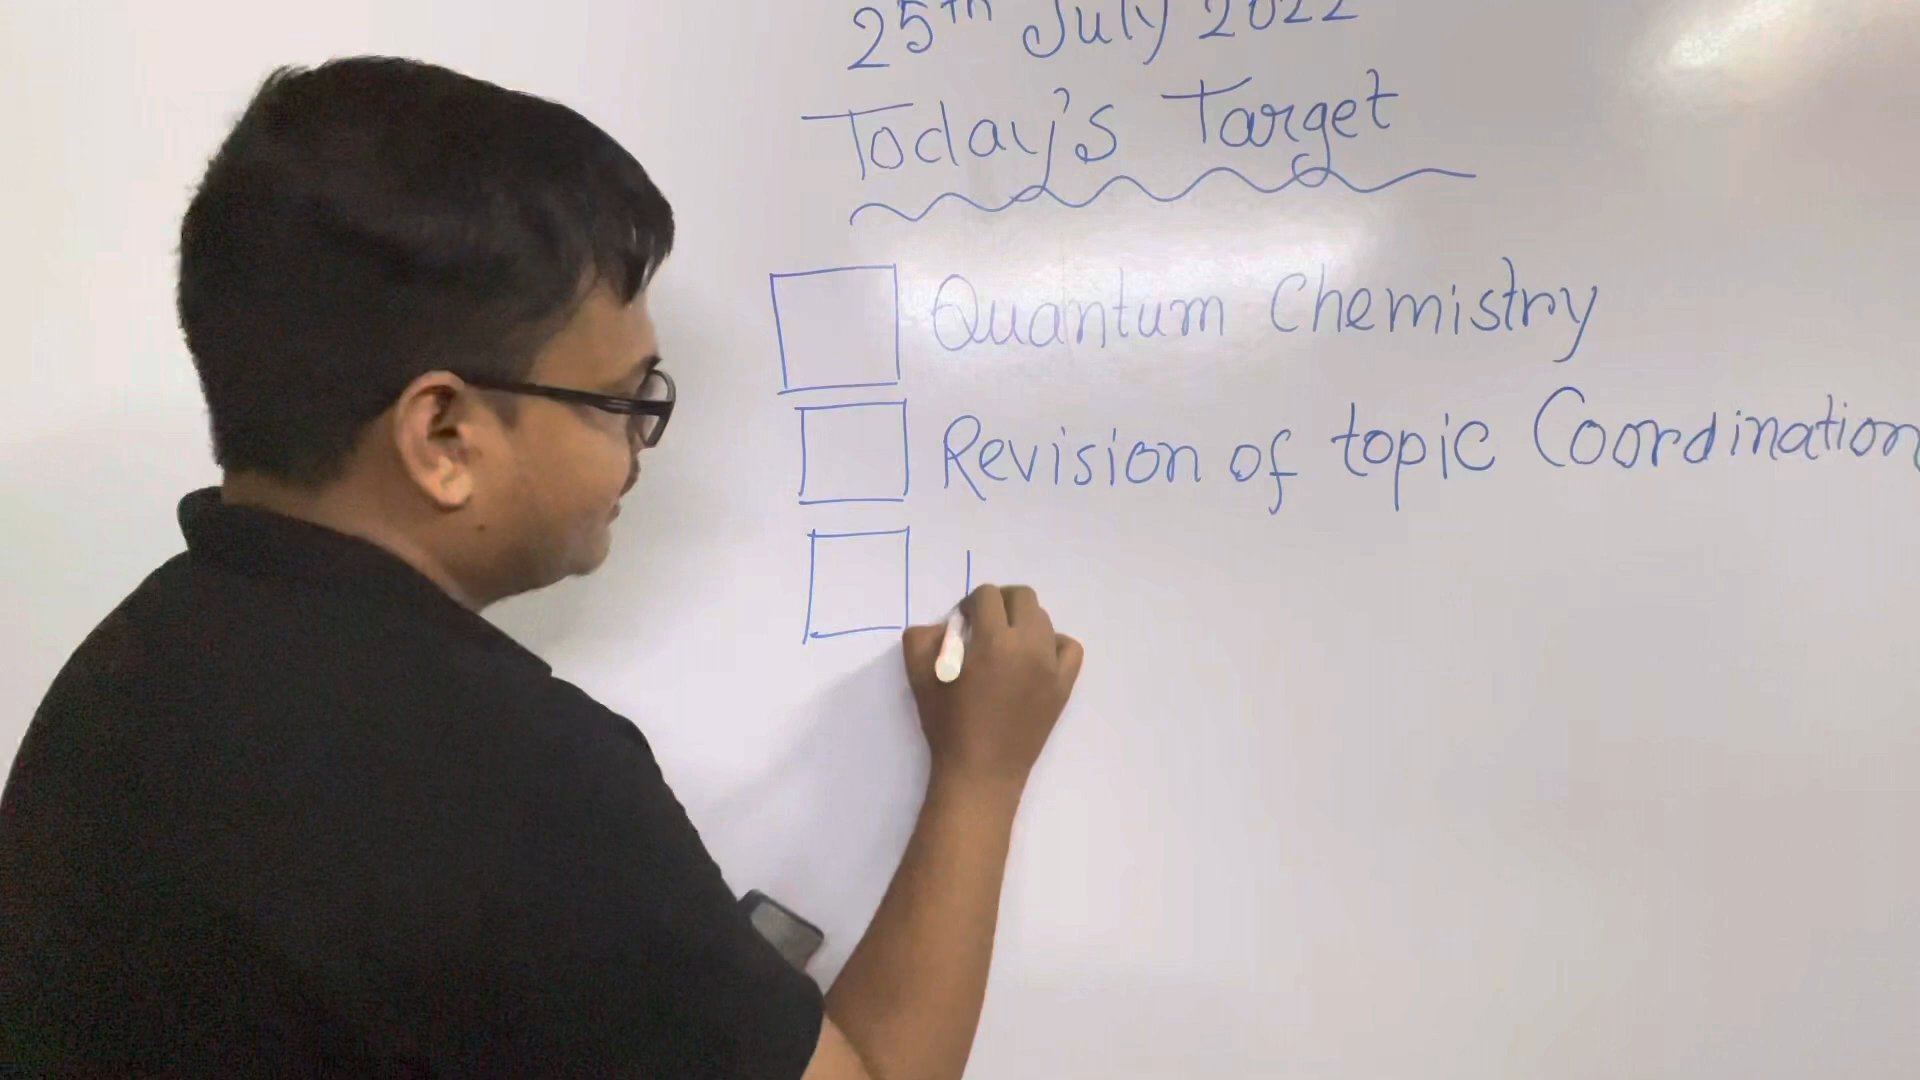 25th July 2022
Today's Target
Quantum Chemistry
Revision of topic Coordination